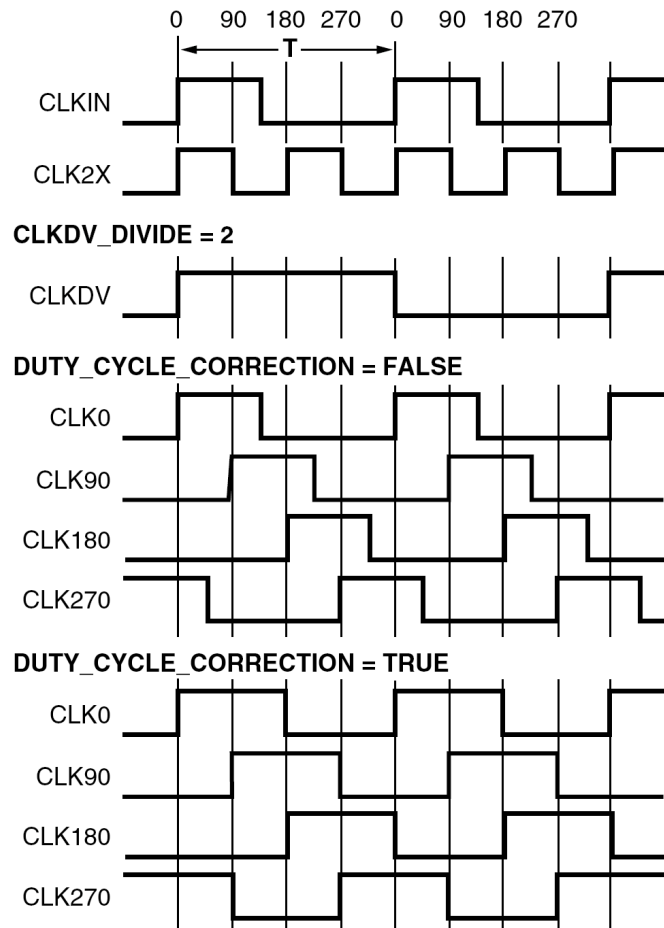 0 90 180 270 0 90 180 270
T
CLKIN
CLK2X
CLKDV_DIVIDE = 2
CLKDV
DUTY_CYCLE_CORRECTION = FALSE
CLK0
CLK90
CLK180
CLK270
DUTY_CYCLE_CORRECTION = TRUE
CLK0
CLK90
CLK180
CLK270